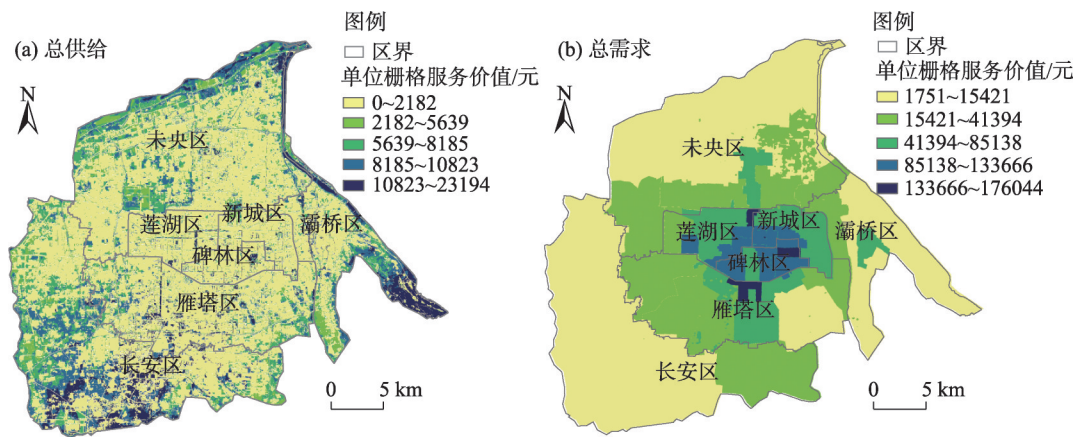 (a) 总供给
N
图例
区界
单位栅格服务价值/元
0~2182
2182~5639
5639~8185
8185~10823
10823~23194
未央区
莲湖区
新城区
灞桥区
碑林区
雁塔区
长安区
0 5 km
(b) 总需求
N
图例
区界
单位栅格服务价值/元
1751~15421
15421~41394
41394~85138
85138~133666
133666~176044
未央区
莲湖区
新城区
灞桥区
碑林区
雁塔区
长安区
0 5 km